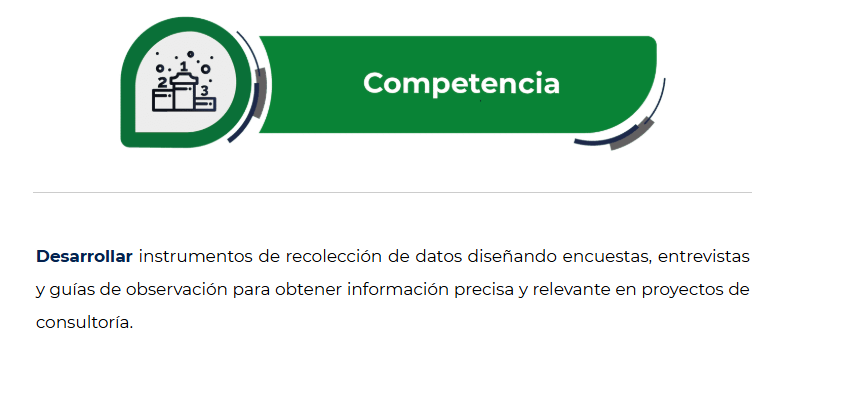 1
2
3
Competencia
Desarrollar instrumentos de recolección de datos diseñando encuestas, entrevistas
y guías de observación para obtener información precisa y relevante en proyectos de
consultoría.